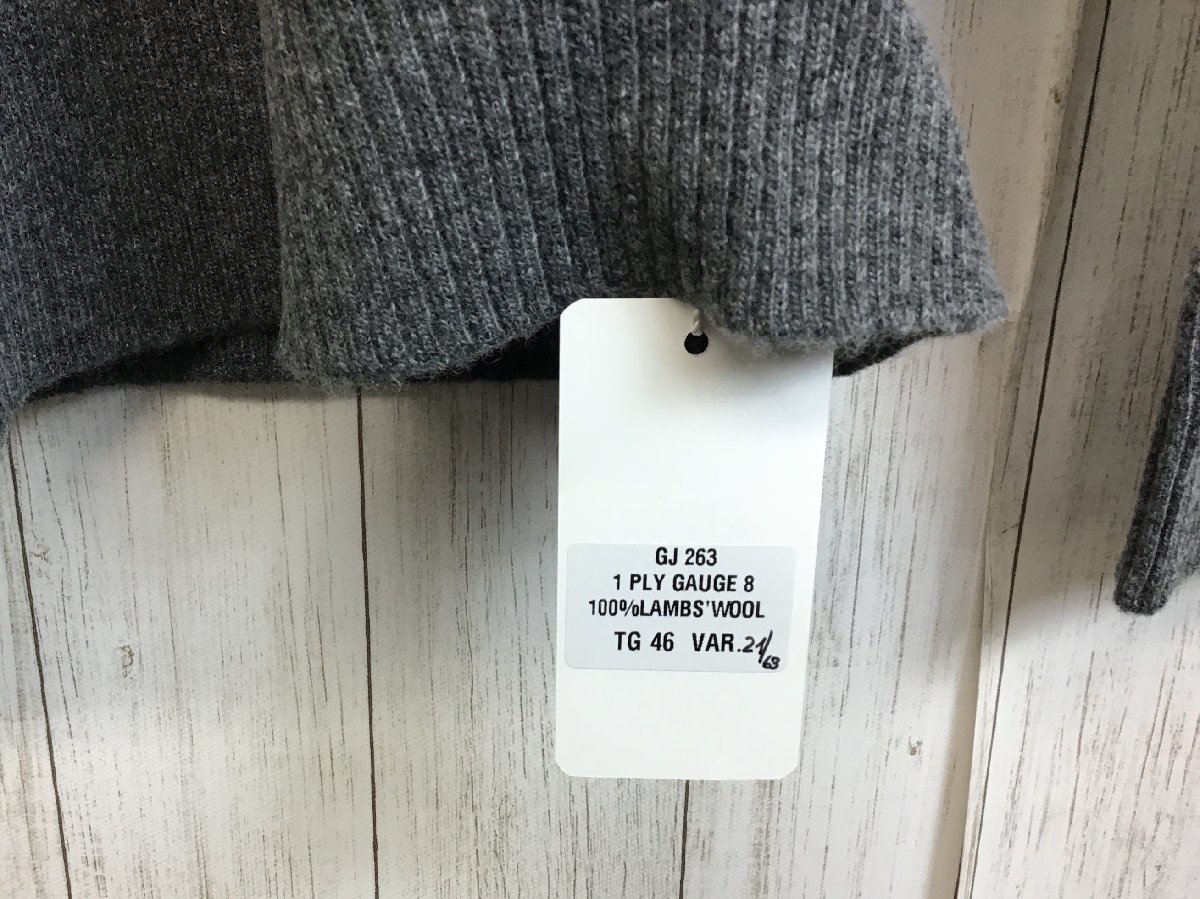 GJ 263
1 PLY GAUGE 8
100%LAMBS'WOOL
TG 46 VAR.21/63